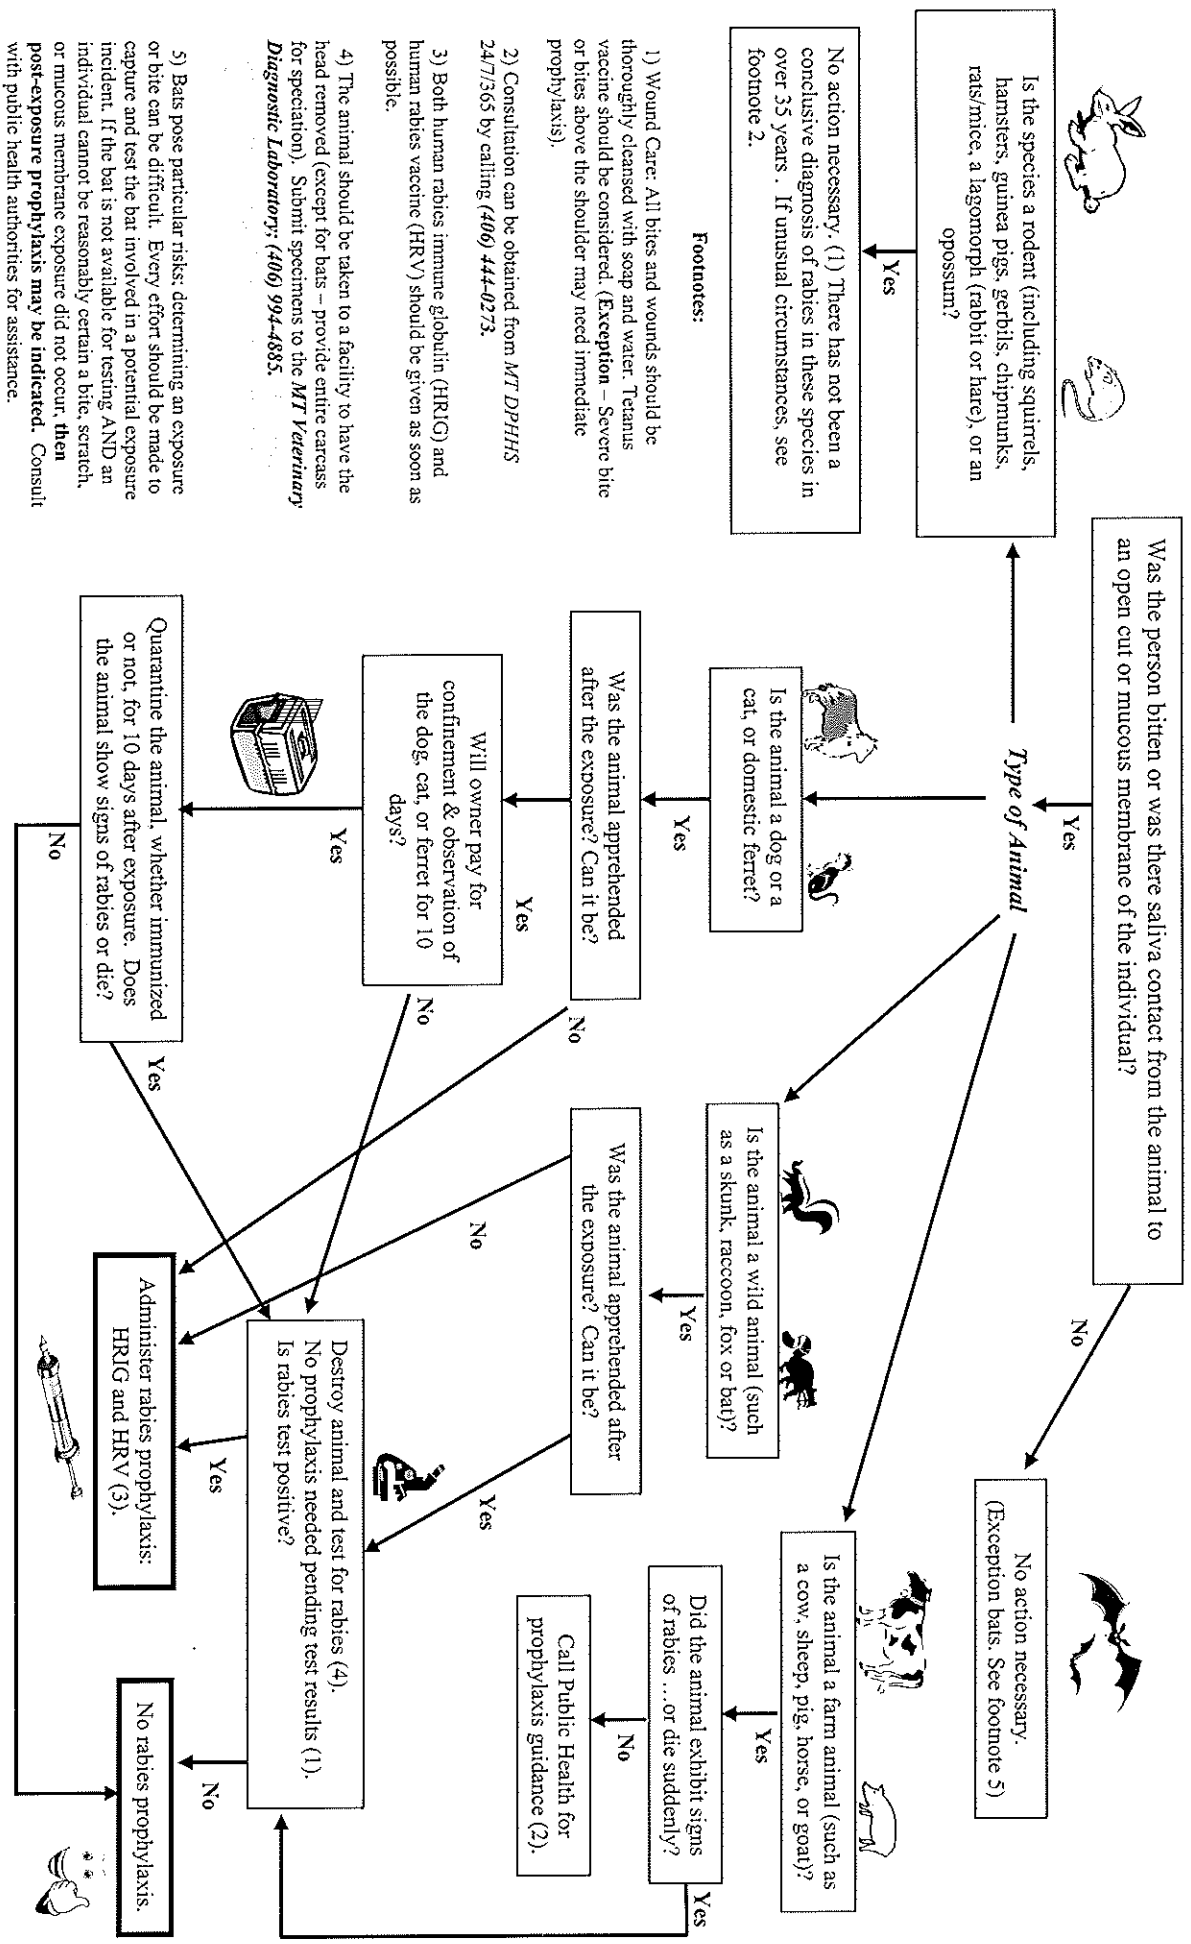 Was the person bitten or was there saliva contact from the animal to
an open cut or mucous membrane of the individual?
No
No action necessary.
(Exception bats. See footnote 5)
Yes
Type of Animal
Is the species a rodent (including squirrels,
hamsters, guinea pigs, gerbils, chipmunks,
rats/mice, a lagomorph (rabbit or hare), or an
opossum?
Yes
No action necessary. (1) There has not been a
conclusive diagnosis of rabies in these species in
over 35 years . If unusual circumstances, see
footnote 2.
Is the animal a dog or a
cat, or domestic ferret?
Yes
Was the animal apprehended
after the exposure? Can it be?
No
Yes
Will owner pay for
confinement & observation of
the dog, cat, or ferret for 10
days?
No
Yes
Quarantine the animal, whether immunized
or not, for 10 days after exposure. Does
the animal show signs of rabies or die?
Yes
No
Is the animal a wild animal (such
as a skunk, raccoon, fox or bat)?
Yes
Was the animal apprehended after
the exposure? Can it be?
No
Yes
Is the animal a farm animal (such as
a cow, sheep, pig, horse, or goat)?
Yes
Did the animal exhibit signs
of rabies …or die suddenly?
Yes
No
Call Public Health for
prophylaxis guidance (2).
Destroy animal and test for rabies (4).
No prophylaxis needed pending test results (1).
Is rabies test positive?
Yes
No
Administer rabies prophylaxis:
HRIG and HRV (3).
No rabies prophylaxis.
Footnotes:
1) Wound Care: All bites and wounds should be
thoroughly cleansed with soap and water. Tetanus
vaccine should be considered. (Exception – Severe bite
or bites above the shoulder may need immediate
prophylaxis).
2) Consultation can be obtained from MT DPHHS
24/7/365 by calling (406) 444-0273.
3) Both human rabies immune globulin (HRIG) and
human rabies vaccine (HRV) should be given as soon as
possible.
4) The animal should be taken to a facility to have the
head removed (except for bats – provide entire carcass
for speciation). Submit specimens to the MT Veterinary
Diagnostic Laboratory; (406) 994-4885.
5) Bats pose particular risks; determining an exposure
or bite can be difficult. Every effort should be made to
capture and test the bat involved in a potential exposure
incident. If the bat is not available for testing AND an
individual cannot be reasonably certain a bite, scratch,
or mucous membrane exposure did not occur, then
post-exposure prophylaxis may be indicated. Consult
with public health authorities for assistance.